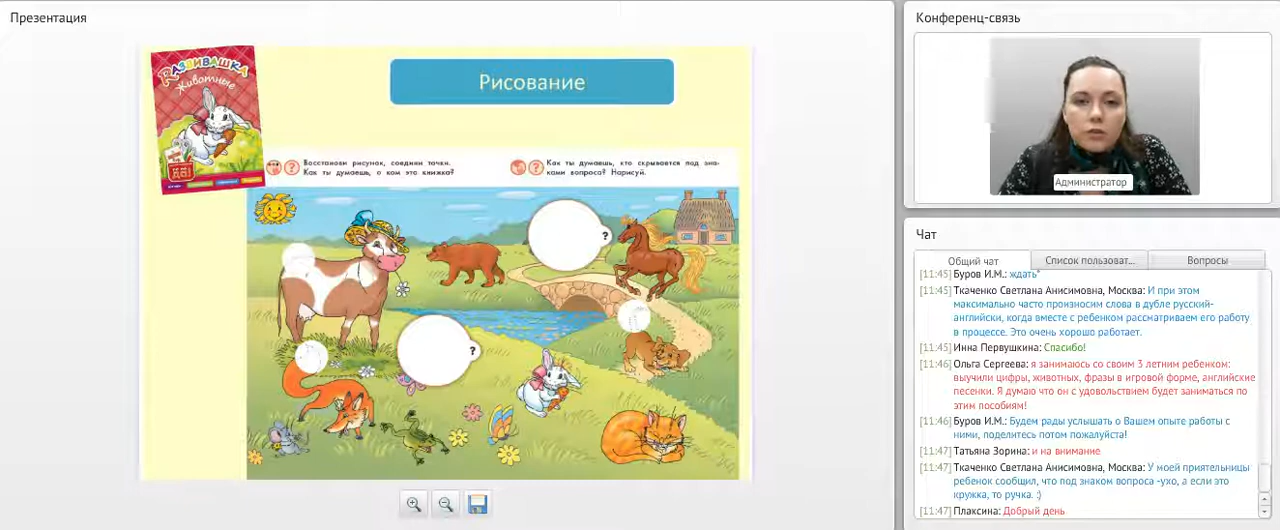 Презентация
РАЗВИВАШКА
Животные
Рисование
Восстанови рисунок, соедини точки.
Как ты думаешь, о ком это книжка?
Как ты думаешь, кто скрывается под зна-
ками вопроса? Нарисуй.
?
?
Конференц-связь
Администратор
Чат
Общий чат
Список пользоват...
Вопросы
[11:45] Буров И.М.: ждать*
[11:45] Ткаченко Светлана Анисимовна, Москва: И при этом
максимально часто произносим слова в дубле русский-
английски, когда вместе с ребенком рассматриваем его работу
в процессе. Это очень хорошо работает.
[11:45] Инна Первушкина: Спасибо!
[11:46] Ольга Сергеева: я занимаюсь со своим 3 летним ребенком:
выучили цифры, животных, фразы в игровой форме, английские
песенки. Я думаю что он с удовольствием будет заниматься по
этим пособиям!
[11:46] Буров И.М.: Будем рады услышать о Вашем опыте работы с
ними, поделитесь потом пожалуйста!
[11:47] Татьяна Зорина: и на внимание
[11:47] Ткаченко Светлана Анисимовна, Москва: У моей приятельницы
ребенок сообщил, что под знаком вопроса -ухо, а если это
кружка, то ручка. :)
[11:47] Плаксина: Добрый день